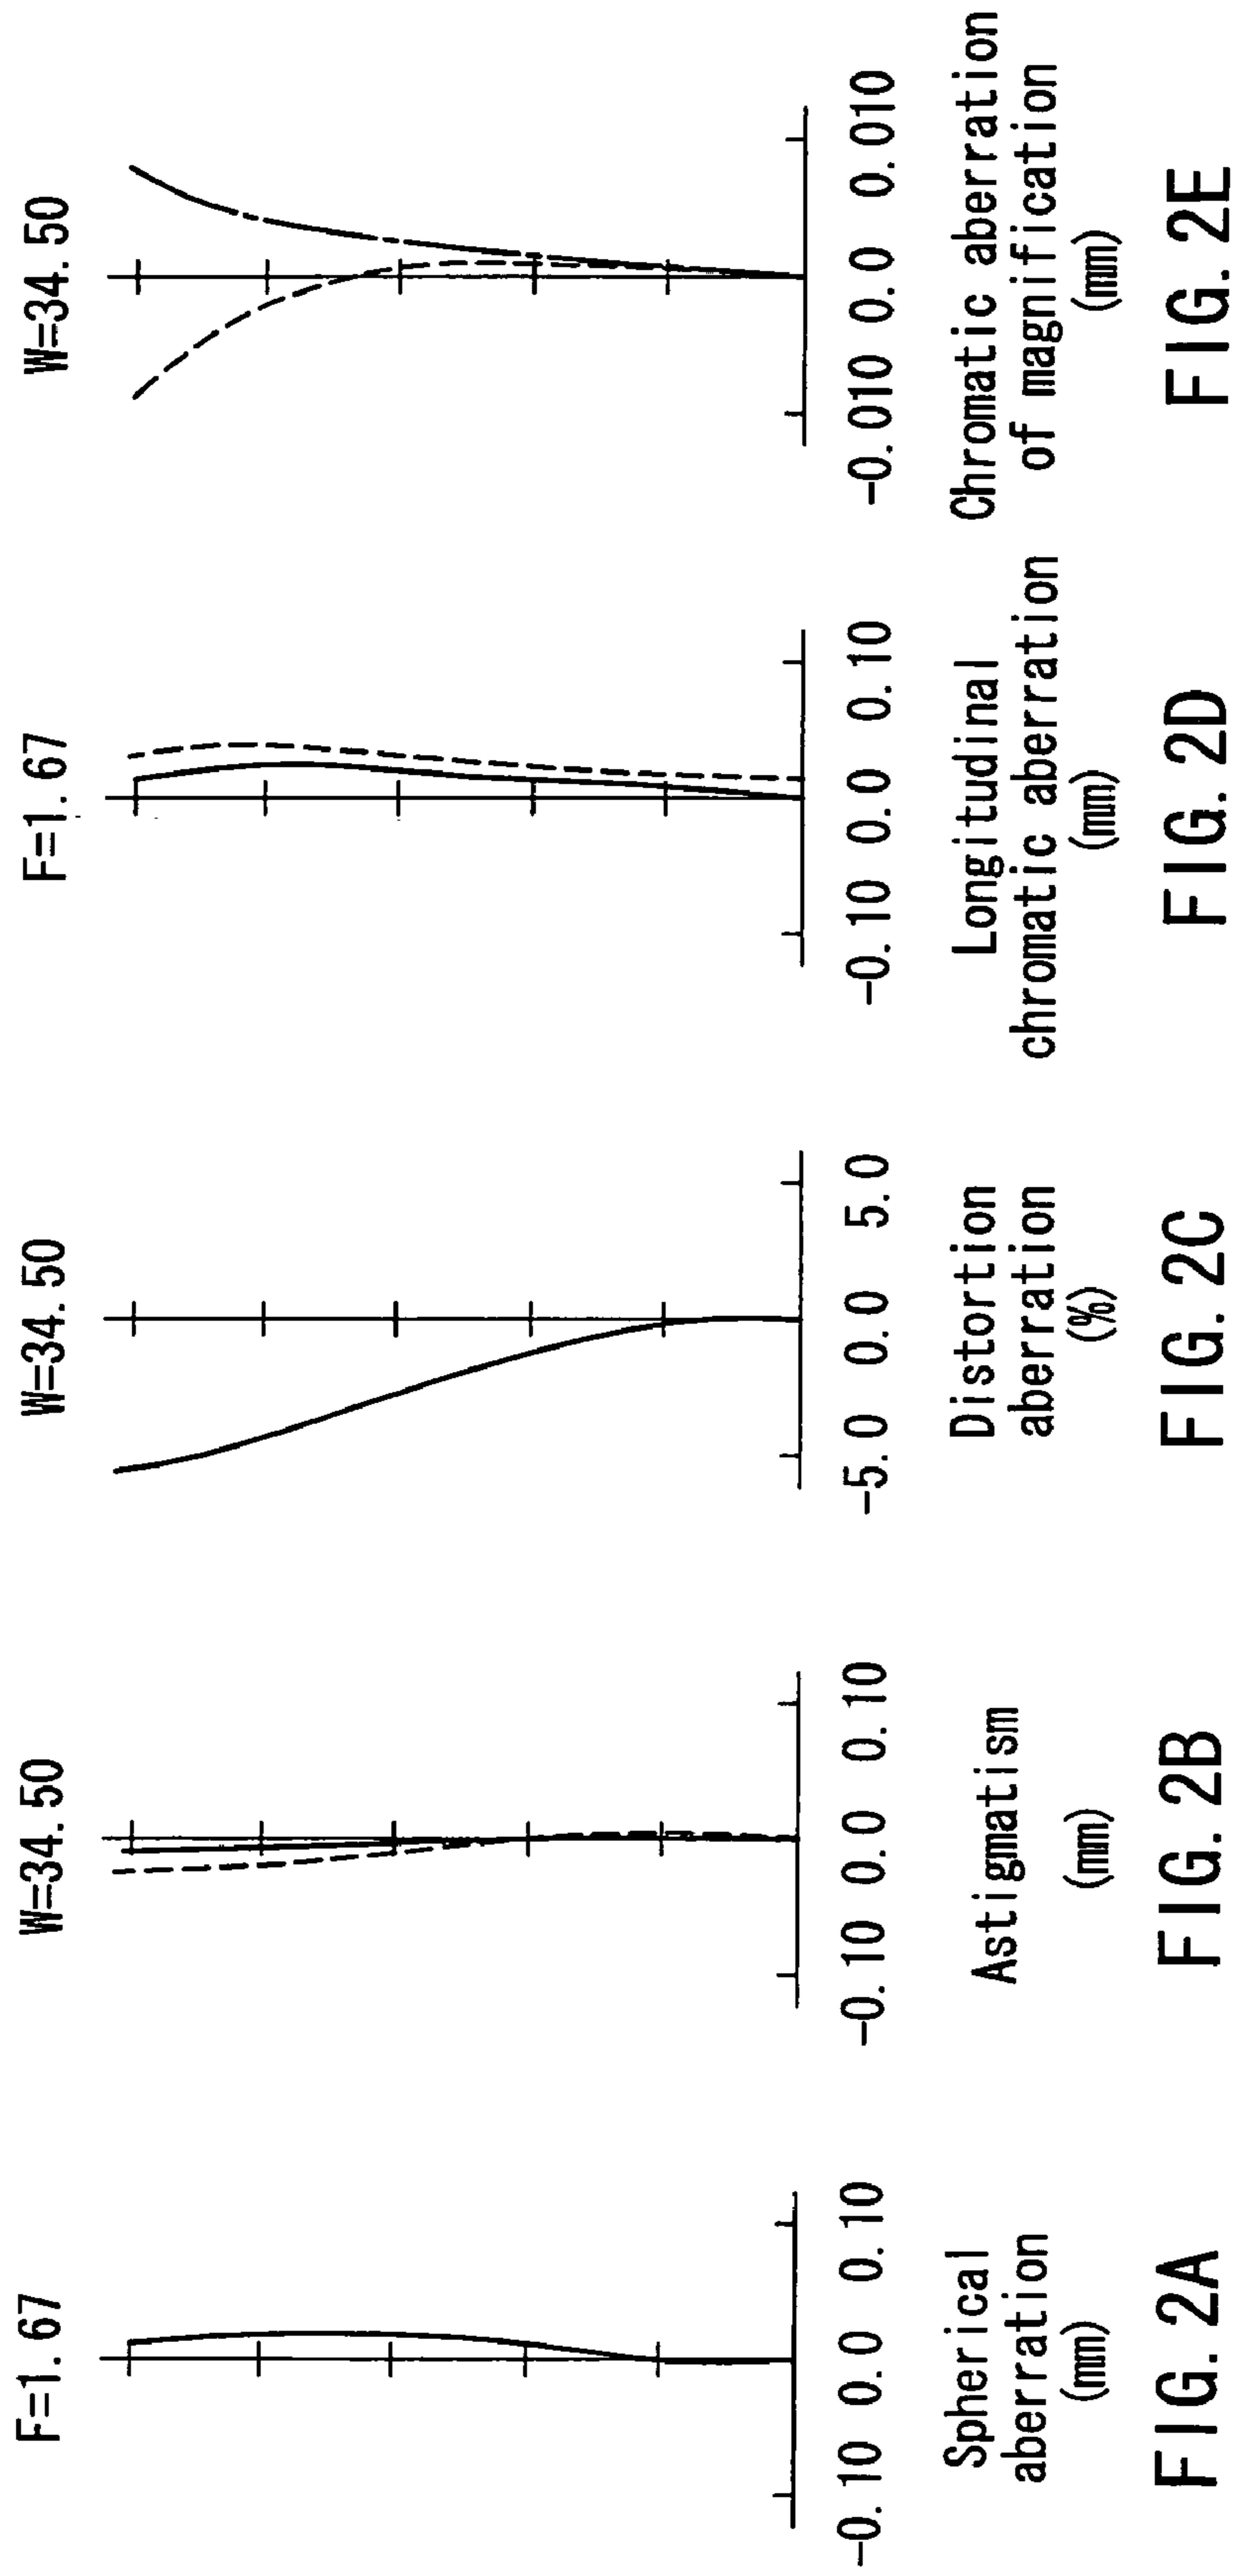 F=1.67
-0.10 0.0 0.10
Spherical
aberration
(mm)
FIG. 2A
W=34.50
-0.10 0.0 0.10
Astigmatism
(mm)
FIG. 2B
W=34.50
-5.0 0.0 5.0
Distortion
aberration
(%)
FIG. 2C
F=1.67
-0.10 0.0 0.10
Longitudinal
chromatic aberration
(mm)
FIG. 2D
W=34.50
-0.010 0.0 0.010
Chromatic aberration
of magnification
(mm)
FIG. 2E